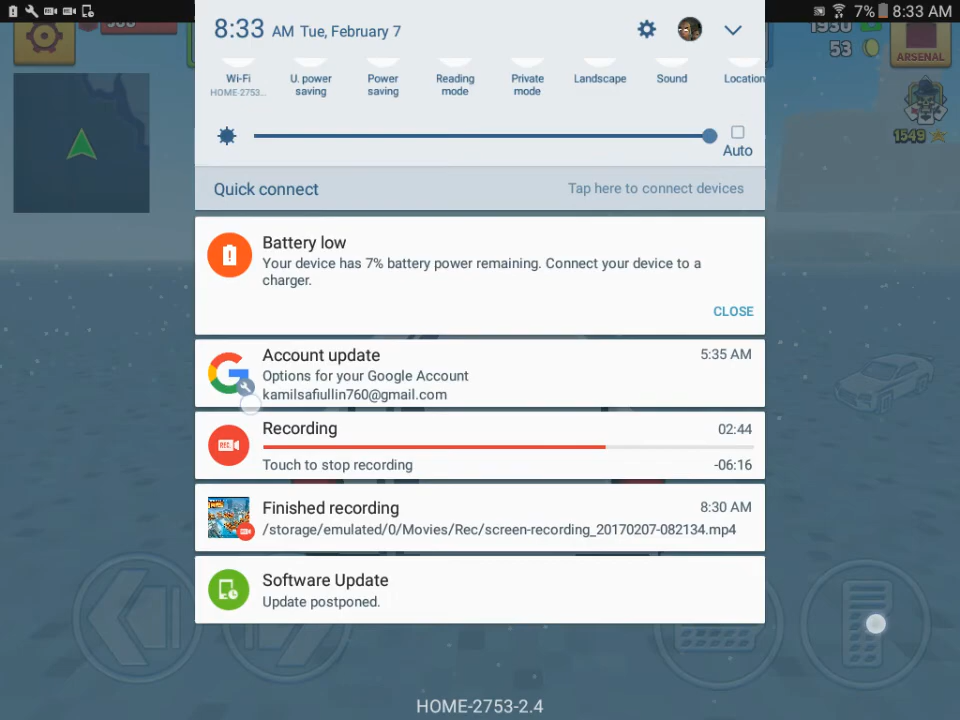 7% 8:33 AM
8:33 AM Tue, February 7
53
ARSENAL
1549
Wi-Fi
HOME-2753...
U. power
saving
Power
saving
Reading
mode
Private
mode
Landscape
Sound
Location
Auto
Quick connect
Tap here to connect devices
Battery low
Your device has 7% battery power remaining. Connect your device to a
charger.
CLOSE
Account update 5:35 AM
Options for your Google Account
kamilsafiullin760@gmail.com
REC
Recording 02:44
Touch to stop recording -06:16
Finished recording 8:30 AM
/storage/emulated/0/Movies/Rec/screen-recording_20170207-082134.mp4
Software Update
Update postponed.
HOME-2753-2.4